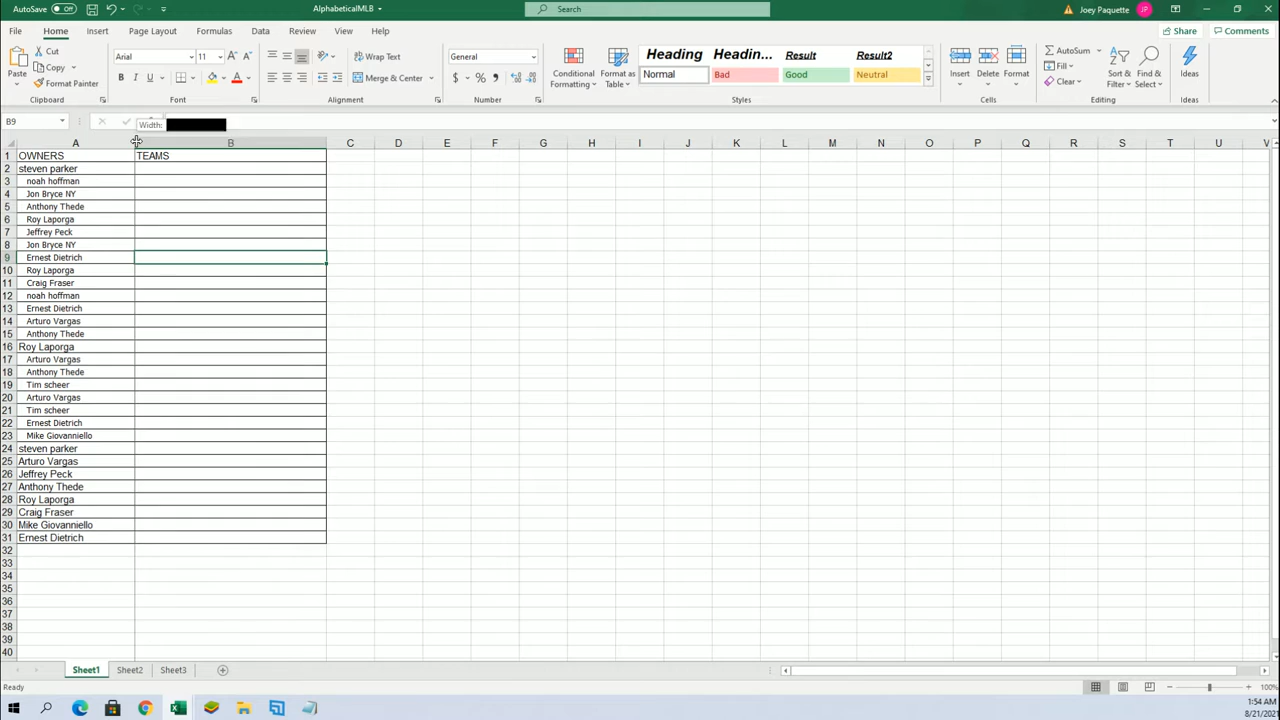 AutoSave Off AlphabeticalMLB Search Joey Paquette JP
File Home Insert Page Layout Formulas Data Review View Help Share Comments
Paste Cut Copy Format Painter Clipboard
Arial 11 A A B I U A Font
Wrap Text Merge & Center Alignment
General $ % Number
Conditional Formatting Format as Table
Heading Headin... Result Result2
Normal Bad Good Neutral Styles
Insert Delete Format Cells
AutoSum Fill Clear Sort & Filter Find & Select Editing Ideas
B9
Width:
A B C D E F G H I J K L M N O P Q R S T U V
1 OWNERS TEAMS
2 steven parker
3 noah hoffman
4 Jon Bryce NY
5 Anthony Thede
6 Roy Laporga
7 Jeffrey Peck
8 Jon Bryce NY
9 Ernest Dietrich
10 Roy Laporga
11 Craig Fraser
12 noah hoffman
13 Ernest Dietrich
14 Arturo Vargas
15 Anthony Thede
16 Roy Laporga
17 Arturo Vargas
18 Anthony Thede
19 Tim scheer
20 Arturo Vargas
21 Tim scheer
22 Ernest Dietrich
23 Mike Giovanniello
24 steven parker
25 Arturo Vargas
26 Jeffrey Peck
27 Anthony Thede
28 Roy Laporga
29 Craig Fraser
30 Mike Giovanniello
31 Ernest Dietrich
32
33
34
35
36
37
38
39
40
Sheet1 Sheet2 Sheet3
Ready 100%
1:54 AM